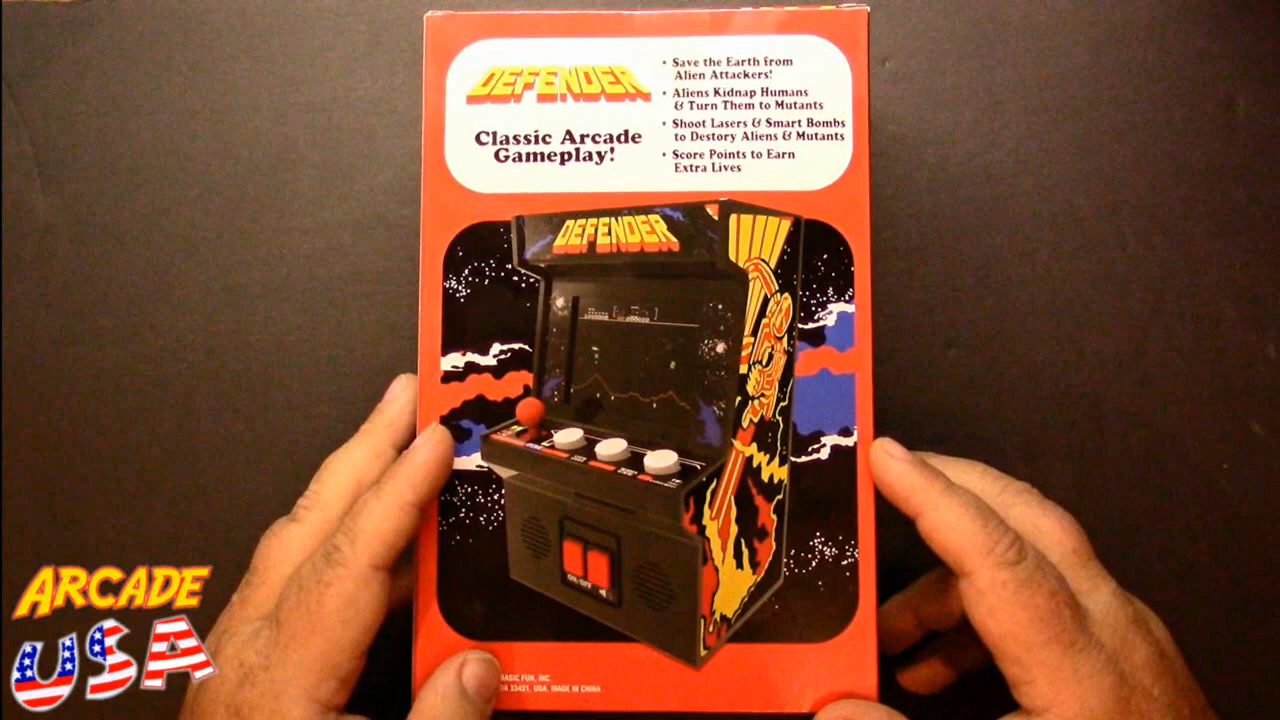 DEFENDER
Classic Arcade
Gameplay!
• Save the Earth from
Alien Attackers!
• Aliens Kidnap Humans
& Turn Them to Mutants
• Shoot Lasers & Smart Bombs
to Destory Aliens & Mutants
• Score Points to Earn
Extra Lives
DEFENDER
ON/OFF
ARCADE
USA
BASIC FUN, INC.
33431, USA, MADE IN CHINA